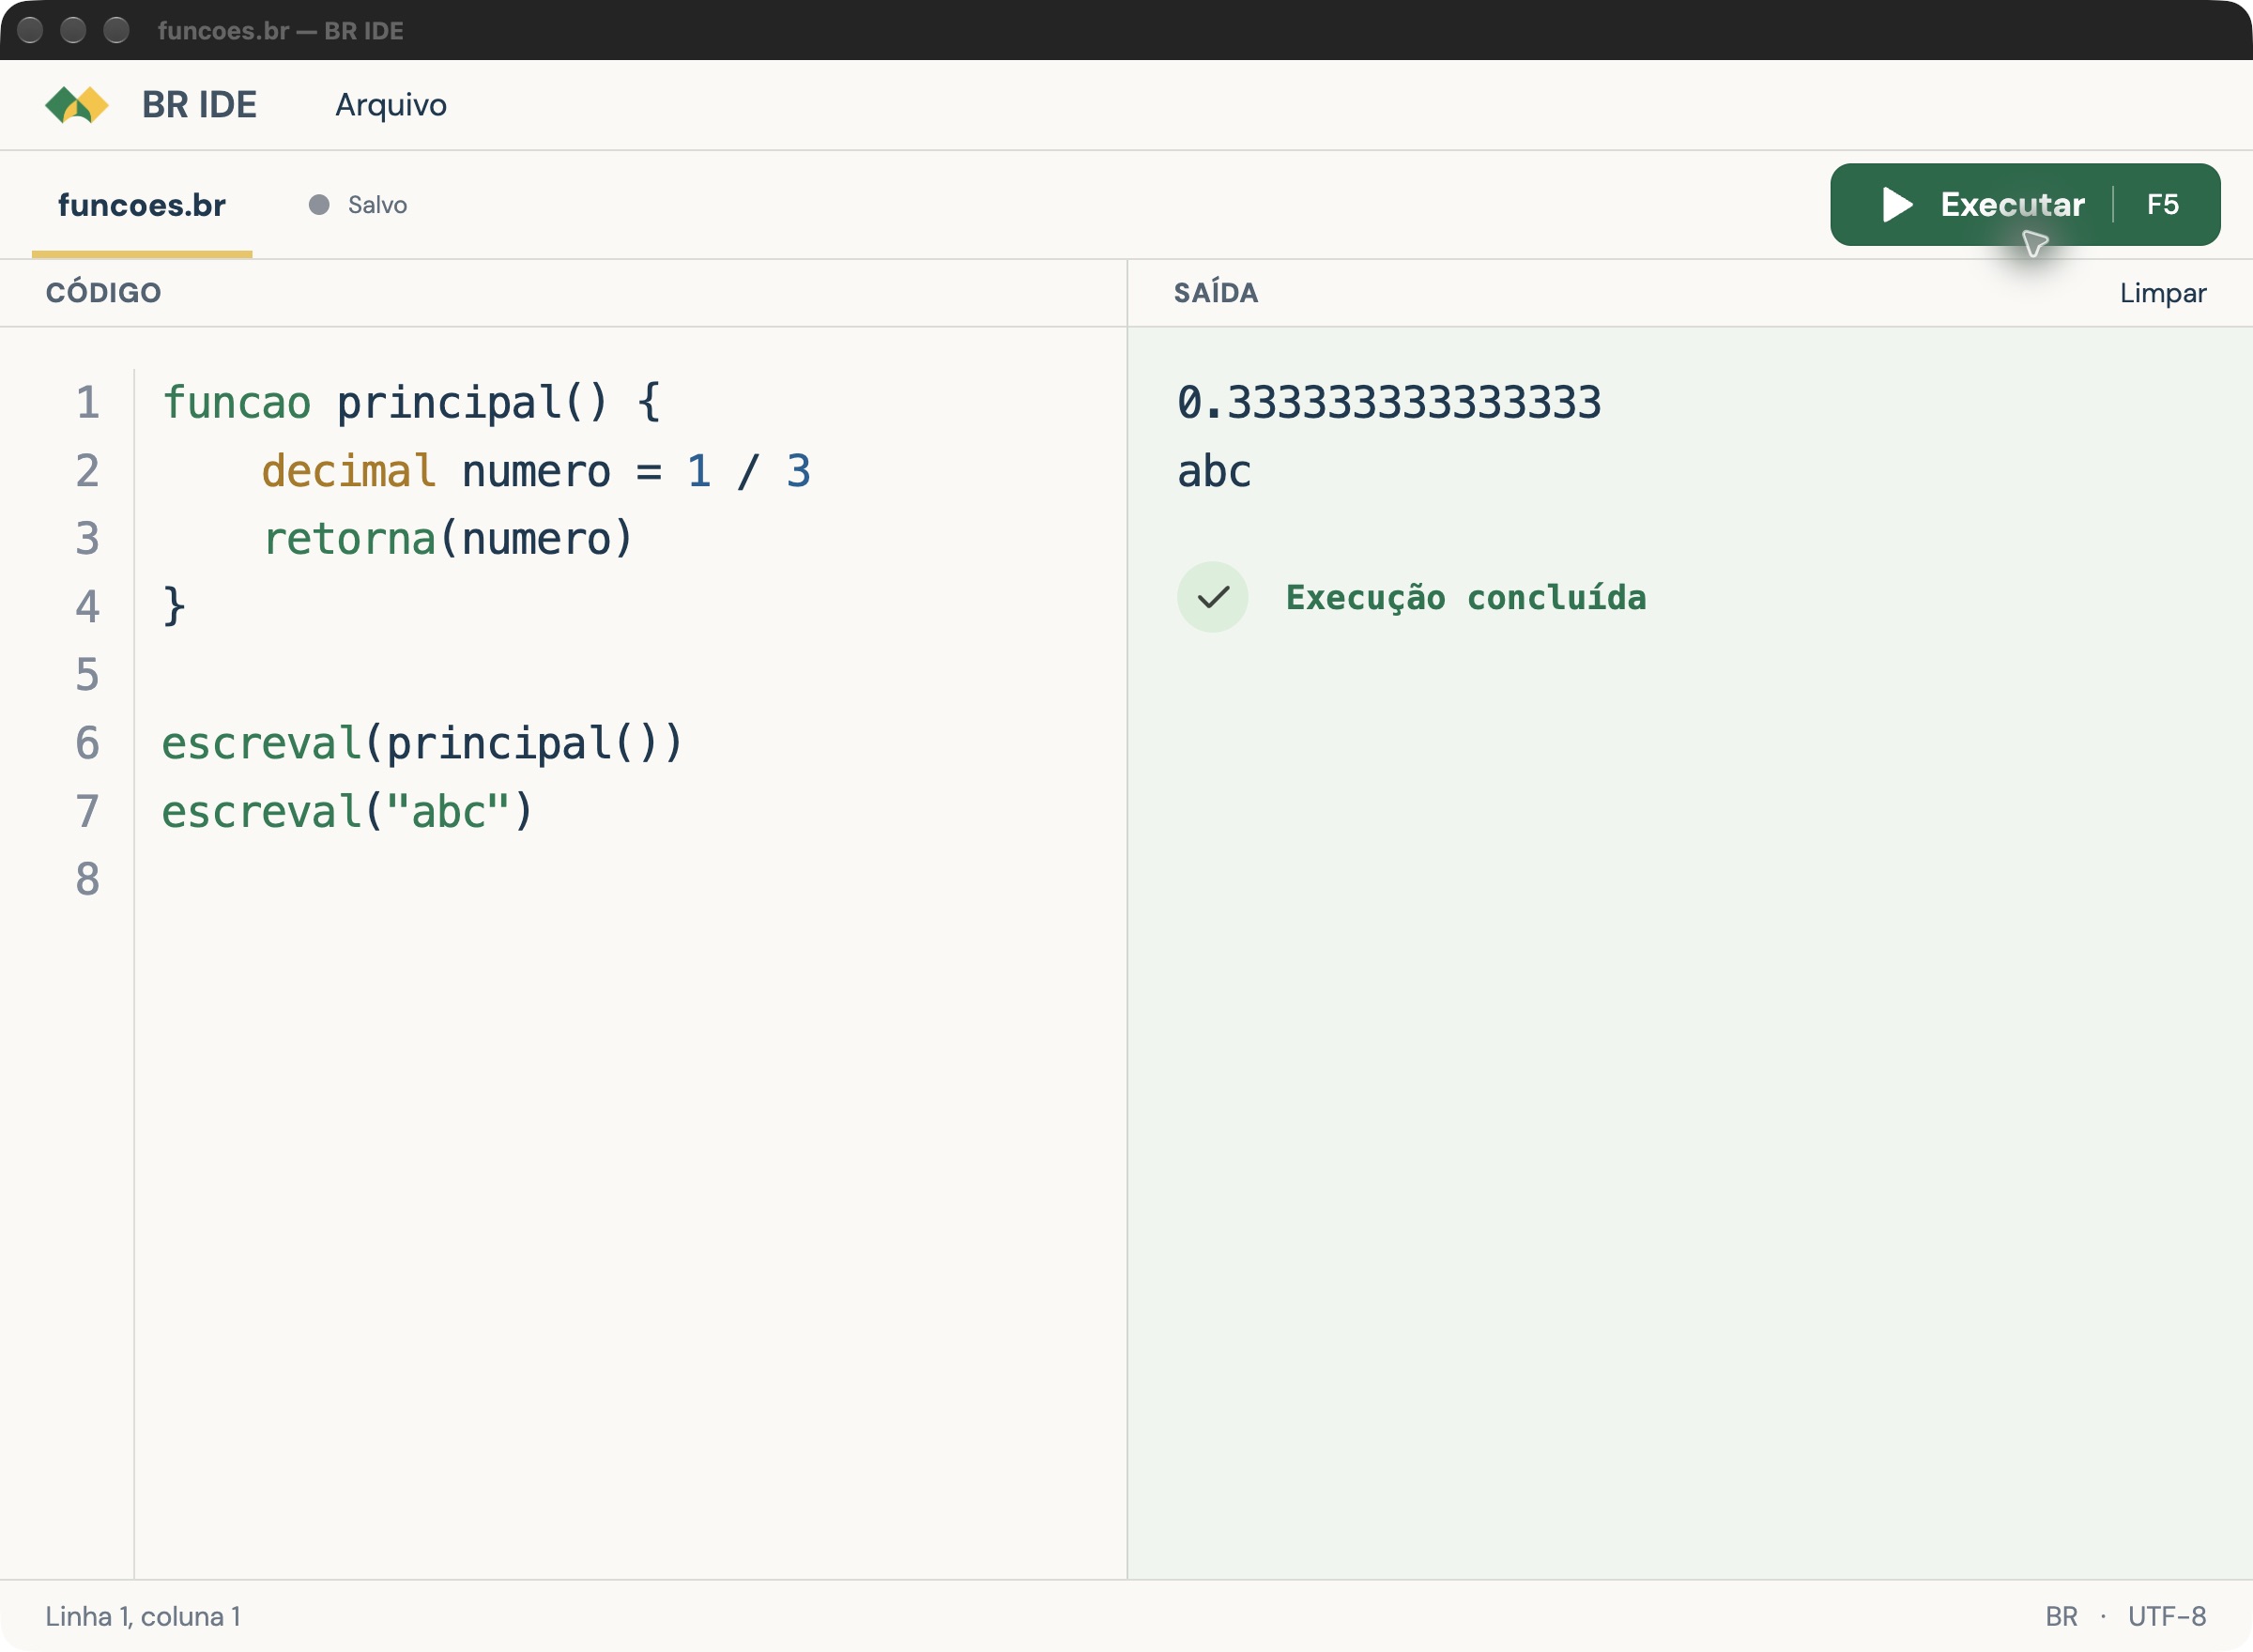 funcoes.br — BR IDE
BR IDE Arquivo
funcoes.br Salvo Executar F5
CÓDIGO
1 funcao principal() {
2     decimal numero = 1 / 3
3     retorna(numero)
4 }
5
6 escreval(principal())
7 escreval("abc")
8
SAÍDA Limpar
0.333333333333333
abc
Execução concluída
Linha 1, coluna 1 BR · UTF-8